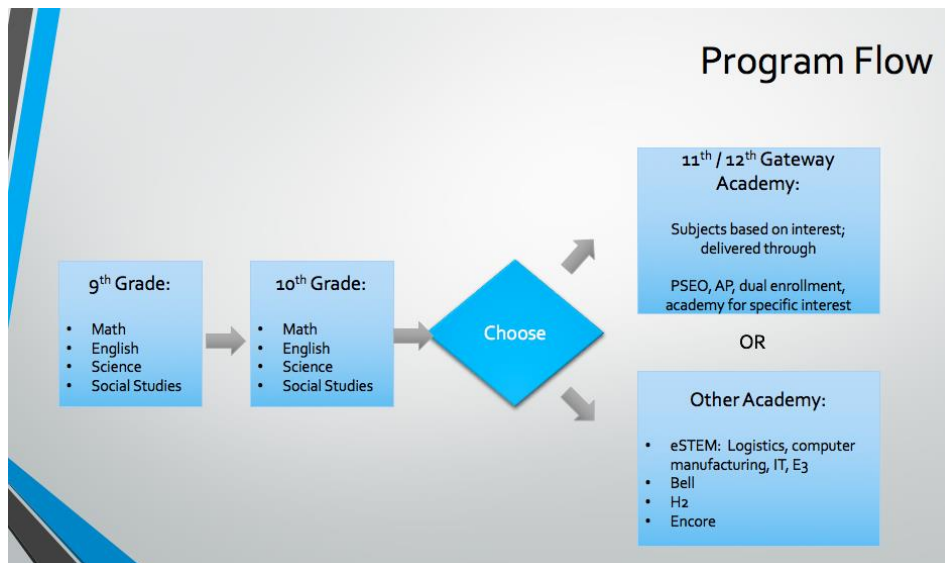 Program Flow
9th Grade:
• Math
• English
• Science
• Social Studies
10th Grade:
• Math
• English
• Science
• Social Studies
Choose
11th / 12th Gateway
Academy:
Subjects based on interest;
delivered through
PSEO, AP, dual enrollment,
academy for specific interest
OR
Other Academy:
• eSTEM: Logistics, computer
manufacturing, IT, E3
• Bell
• H2
• Encore